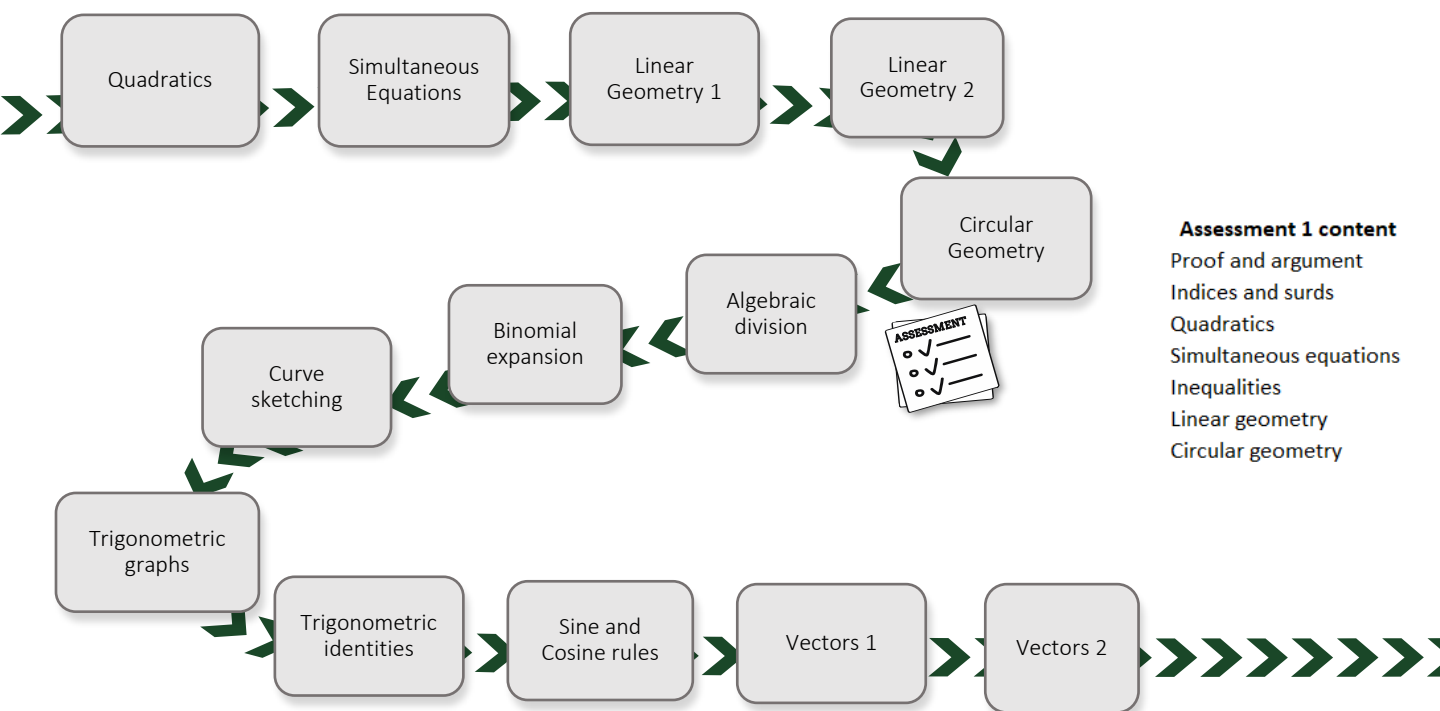 Quadratics
Simultaneous
Equations
Linear
Geometry 1
Linear
Geometry 2
Circular
Geometry
ASSESSMENT
Algebraic
division
Binomial
expansion
Curve
sketching
Trigonometric
graphs
Trigonometric
identities
Sine and
Cosine rules
Vectors 1
Vectors 2
Assessment 1 content
Proof and argument
Indices and surds
Quadratics
Simultaneous equations
Inequalities
Linear geometry
Circular geometry